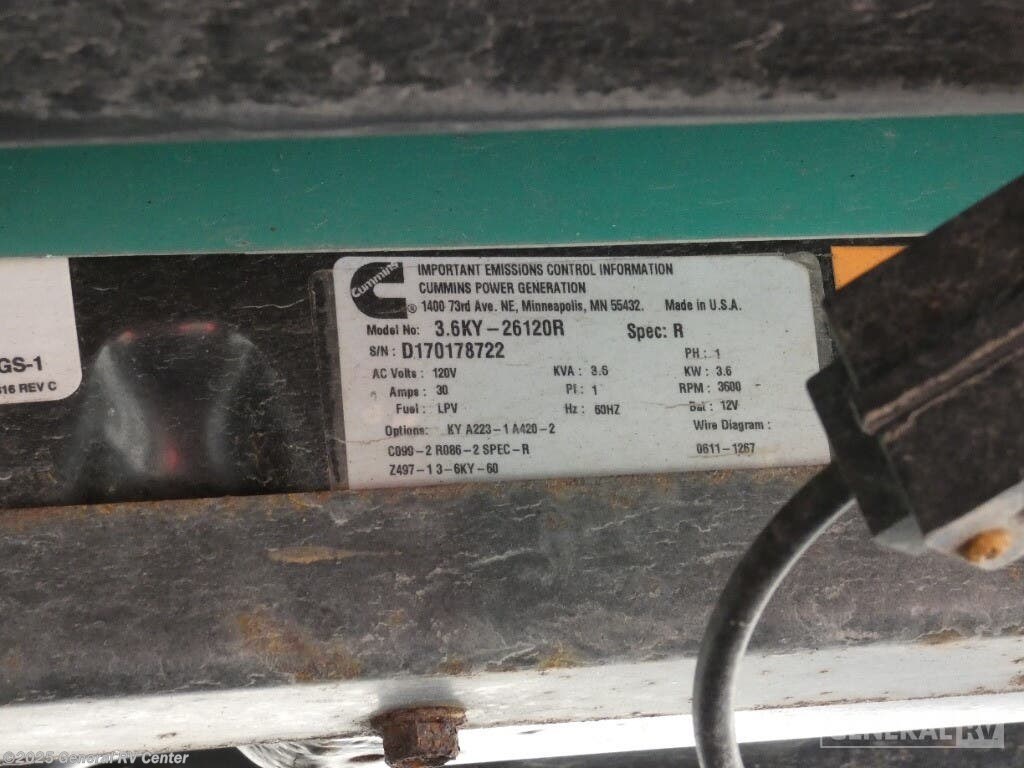 Cummins
®
IMPORTANT EMISSIONS CONTROL INFORMATION
CUMMINS POWER GENERATION
1400 73rd Ave. NE, Minneapolis, MN 55432. Made in U.S.A.
Model No: 3.6KY-26120R Spec: R
S/N: D170178722 PH: 1
AC Volts: 120V KVA: 3.6 KW: 3.6
Amps: 30 Pf: 1 RPM: 3600
Fuel: LPV Hz: 60HZ Bat: 12V
Options: KY A223-1 A420-2 Wire Diagram:
C099-2 R086-2 SPEC-R 0611-1267
Z497-1 3-6KY-60
GS-1
REV C
©2025 General RV Center
GENERAL RV